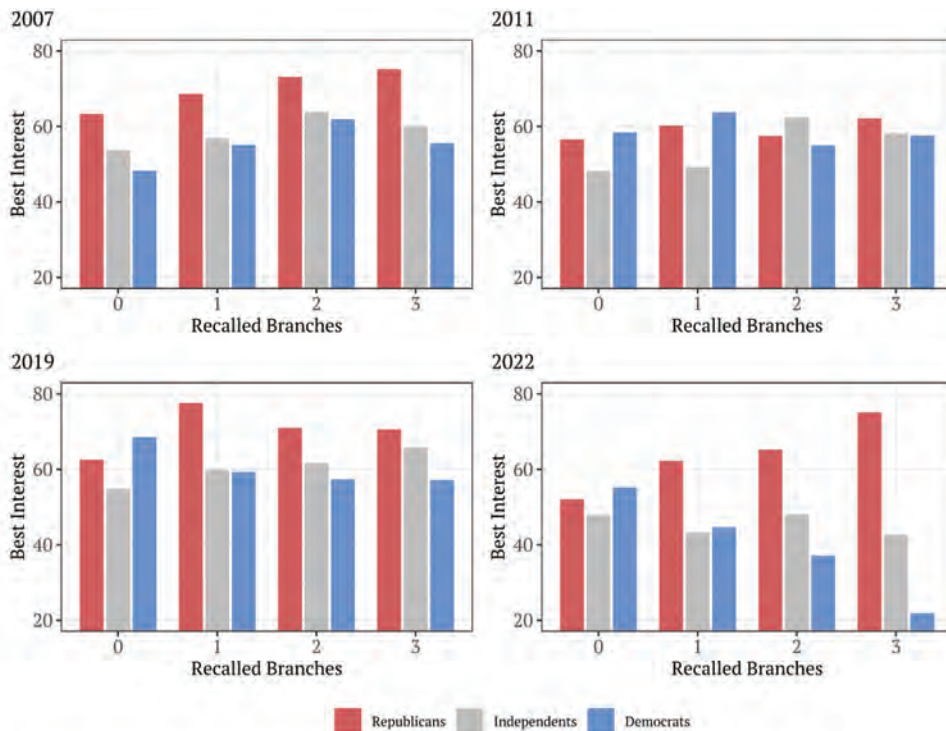 2007
80
60
40
20
Best Interest
0 1 2 3
Recalled Branches
2011
80
60
40
20
Best Interest
0 1 2 3
Recalled Branches
2019
80
60
40
20
Best Interest
0 1 2 3
Recalled Branches
2022
80
60
40
20
Best Interest
0 1 2 3
Recalled Branches
Republicans Independents Democrats